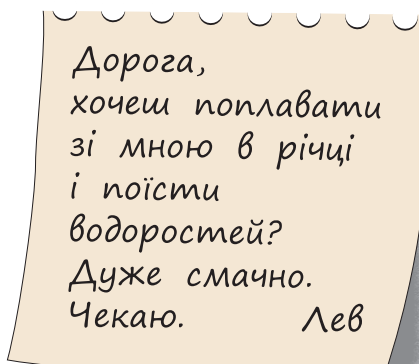 Дорога,
хочеш поплавати
зі мною в річці
і поїсти
водоростей?
Дуже смачно.
Чекаю. Лев